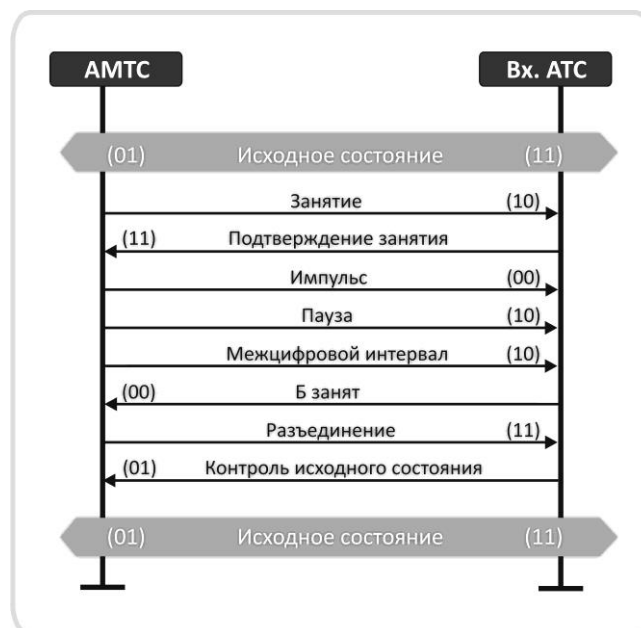 АМТС Вх. АТС
(01) Исходное состояние (11)
Занятие (10)
(11) Подтверждение занятия
Импульс (00)
Пауза (10)
Межцифровой интервал (10)
(00) Б занят
Разъединение (11)
(01) Контроль исходного состояния
(01) Исходное состояние (11)